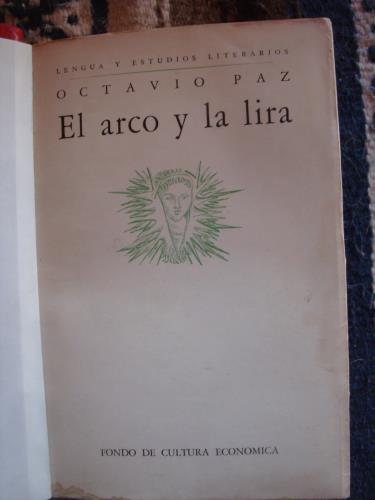 LENGUA Y ESTUDIOS LITERARIOS
OCTAVIO PAZ
El arco y la lira
FONDO DE CULTURA ECONOMICA